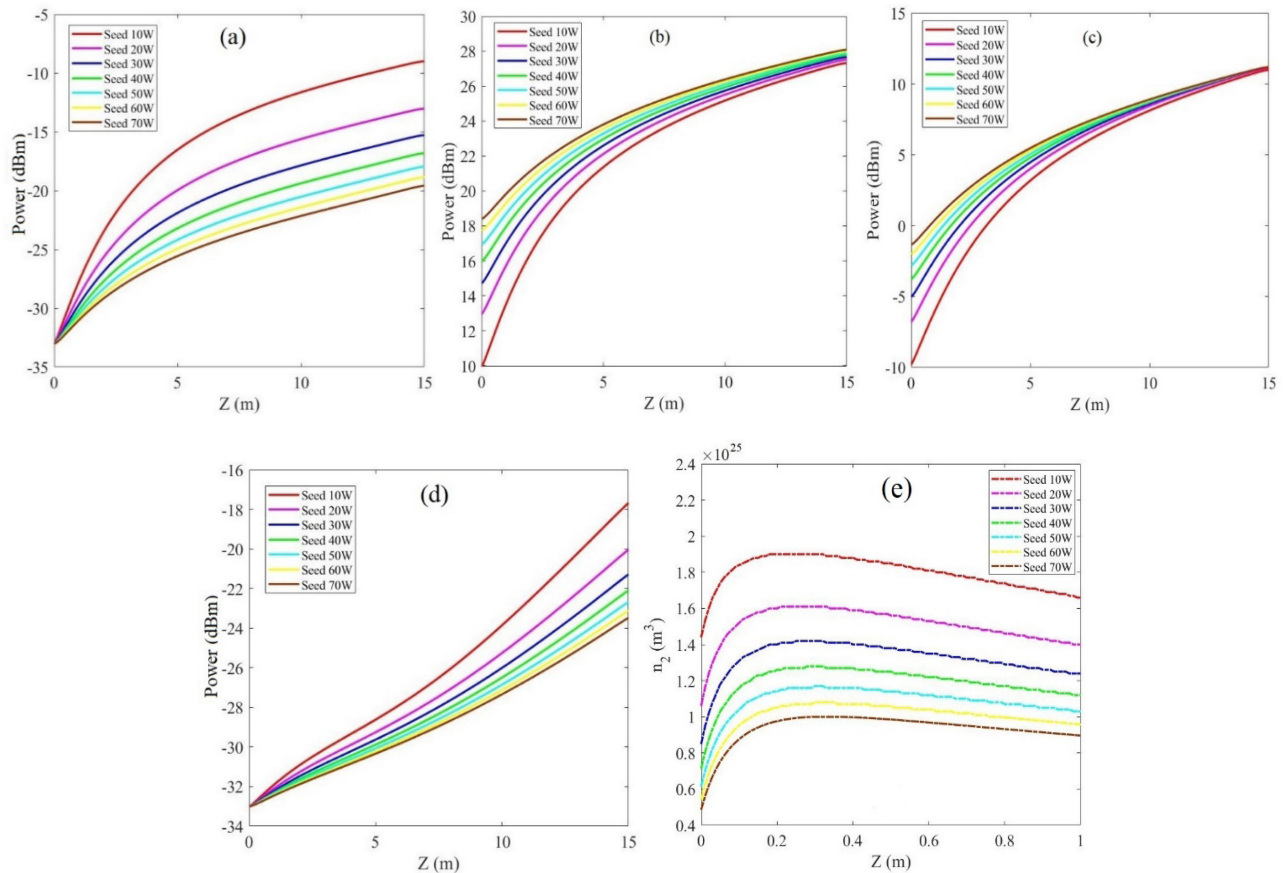 (a)
Seed 10W
Seed 20W
Seed 30W
Seed 40W
Seed 50W
Seed 60W
Seed 70W
Power (dBm)
-5
-10
-15
-20
-25
-30
-35
0 5 10 15
Z (m)
(b)
Seed 10W
Seed 20W
Seed 30W
Seed 40W
Seed 50W
Seed 60W
Seed 70W
Power (dBm)
30
28
26
24
22
20
18
16
14
12
10
0 5 10 15
Z (m)
(c)
Seed 10W
Seed 20W
Seed 30W
Seed 40W
Seed 50W
Seed 60W
Seed 70W
Power (dBm)
15
10
5
0
-5
-10
0 5 10 15
Z (m)
(d)
Seed 10W
Seed 20W
Seed 30W
Seed 40W
Seed 50W
Seed 60W
Seed 70W
Power (dBm)
-16
-18
-20
-22
-24
-26
-28
-30
-32
-34
0 5 10 15
Z (m)
×10²⁵
(e)
Seed 10W
Seed 20W
Seed 30W
Seed 40W
Seed 50W
Seed 60W
Seed 70W
n₂ (m³)
2.4
2.2
2
1.8
1.6
1.4
1.2
1
0.8
0.6
0.4
0 0.2 0.4 0.6 0.8 1
Z (m)